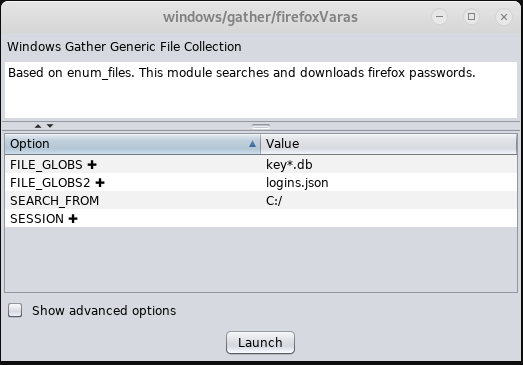 windows/gather/firefoxVaras
Windows Gather Generic File Collection
Based on enum_files. This module searches and downloads firefox passwords.
Option Value
FILE_GLOBS ✚ key*.db
FILE_GLOBS2 ✚ logins.json
SEARCH_FROM C:/
SESSION ✚
Show advanced options
Launch